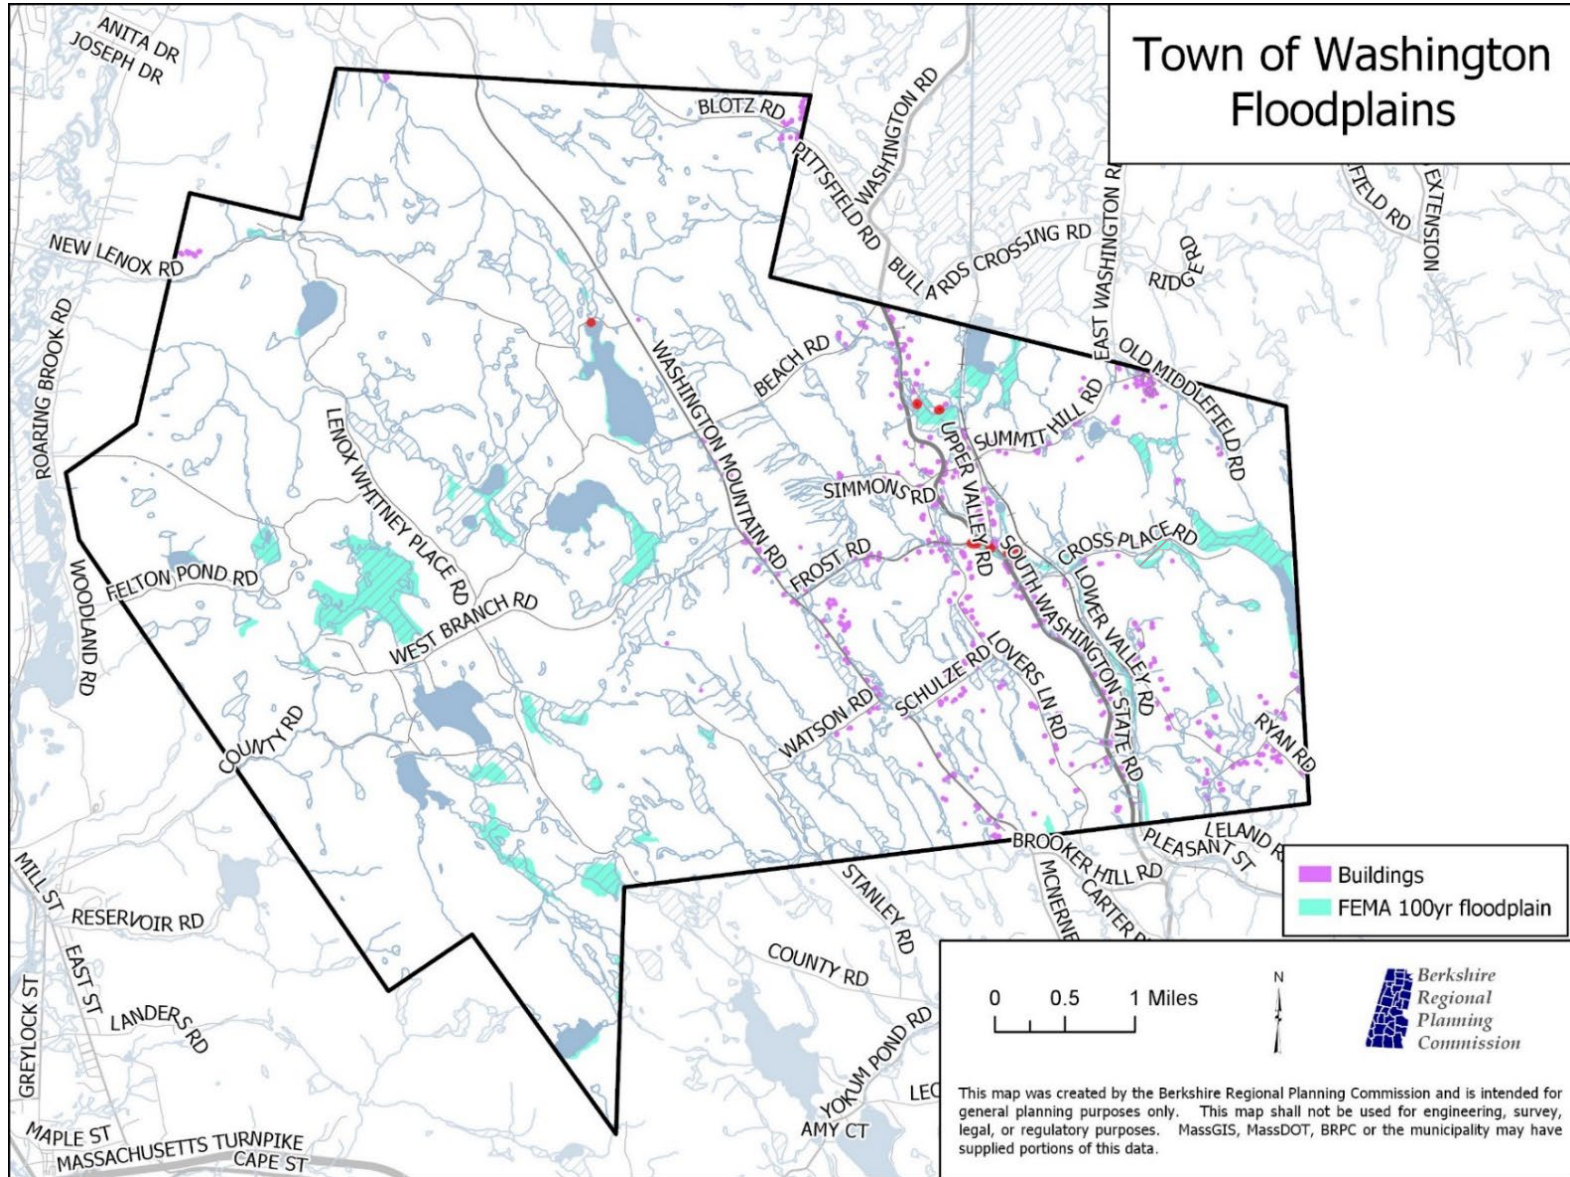 Town of Washington
Floodplains
ANITA DR
JOSEPH DR
BLOTZ RD
WASHINGTON RD
PITTSFIELD RD
BULLARDS CROSSING RD
EAST WASHINGTON RD
RIDGE RD
FIELD RD
EXTENSION
NEW LENOX RD
ROARING BROOK RD
OLD MIDDLEFIELD RD
WASHINGTON MOUNTAIN RD
BEACH RD
LENOX WHITNEY PLACE RD
SUMMIT HILL RD
UPPER VALLEY RD
SIMMONS RD
FROST RD
SOUTH WASHINGTON STATE RD
CROSS PLACE RD
LOWER VALLEY RD
FELTON POND RD
WOODLAND RD
WEST BRANCH RD
LOVERS LN RD
SCHULZE RD
WATSON RD
COUNTY RD
RYAN RD
MILL ST
RESERVOIR RD
EAST ST
LANDERS RD
GREYLOCK ST
MAPLE ST
MASSACHUSETTS TURNPIKE
CAPE ST
BROOKER HILL RD
PLEASANT ST
LELAND R
MCNERNE
CARTER
STANLEY RD
COUNTY RD
YOKUM POND RD
AMY CT
Buildings
FEMA 100yr floodplain
0 0.5 1 Miles
N
Berkshire
Regional
Planning
Commission
This map was created by the Berkshire Regional Planning Commission and is intended for
general planning purposes only. This map shall not be used for engineering, survey,
legal, or regulatory purposes. MassGIS, MassDOT, BRPC or the municipality may have
supplied portions of this data.